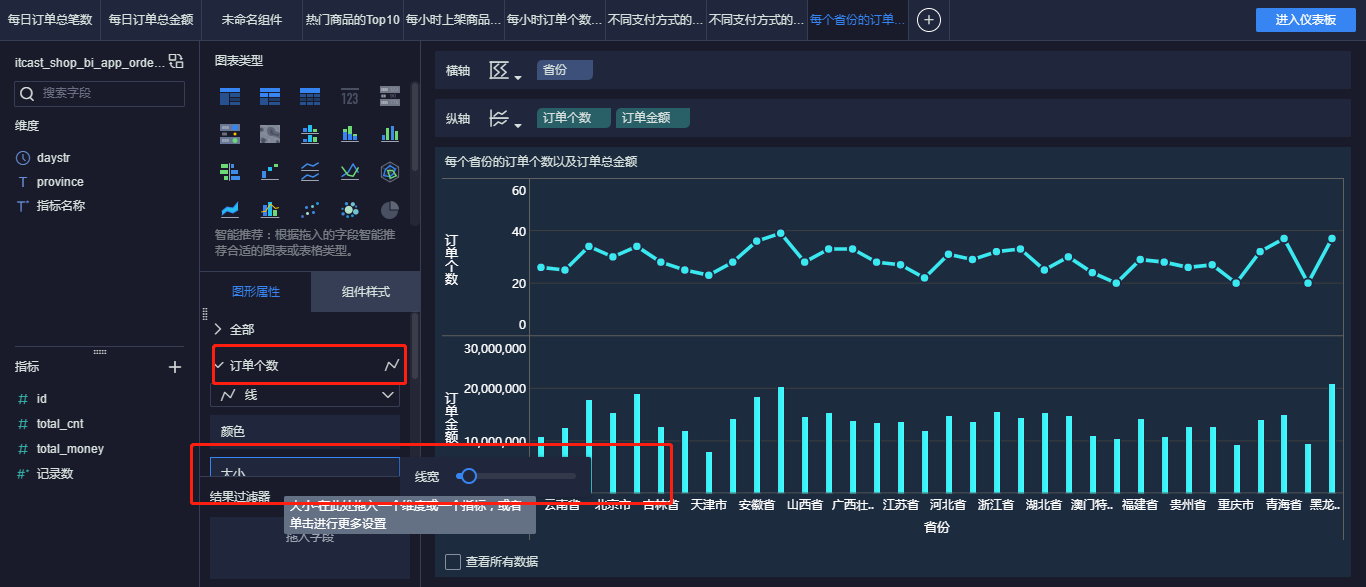 每日订单总笔数
每日订单总金额
未命名组件
热门商品的Top10
每小时上架商品...
每小时订单个数...
不同支付方式的...
不同支付方式的...
每个省份的订单...
进入仪表板
itcast_shop_bi_app_orde...
搜索字段
维度
daystr
T province
T* 指标名称
指标
# id
# total_cnt
# total_money
#* 记录数
图表类型
123
智能推荐：根据拖入的字段智能推
荐合适的图表或表格类型。
图形属性
组件样式
全部
订单个数
线
颜色
大小
线宽
结果过滤器
大小:在此处拖入一个维度或一个指标，或者
单击进行更多设置
拖入字段
横轴
省份
纵轴
订单个数
订单金额
每个省份的订单个数以及订单总金额
60
40
20
0
订单个数
30,000,000
20,000,000
10,000,000
订单金额
云南省
北京市
吉林省
天津市
安徽省
山西省
广西壮..
江苏省
河北省
浙江省
湖北省
澳门特..
福建省
贵州省
重庆市
青海省
黑龙..
省份
查看所有数据